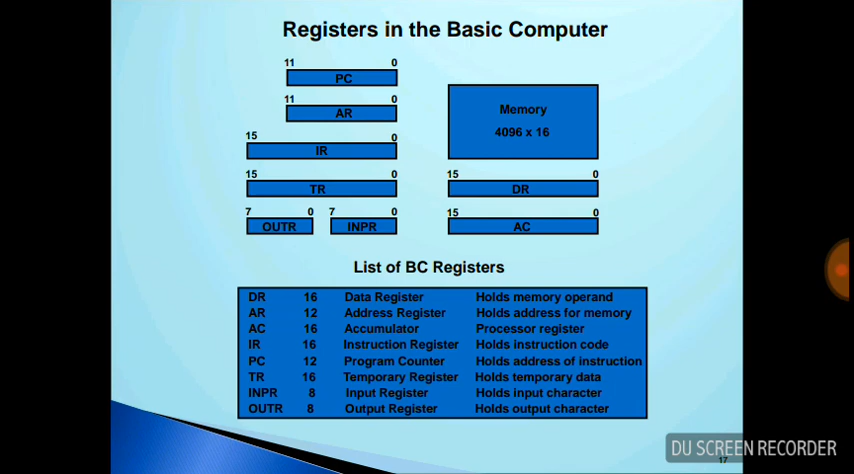 Registers in the Basic Computer
11 0
PC
11 0
AR
15 0
IR
15 0
TR
7 0 7 0
OUTR INPR
Memory
4096 x 16
15 0
DR
15 0
AC
List of BC Registers
DR 16 Data Register Holds memory operand
AR 12 Address Register Holds address for memory
AC 16 Accumulator Processor register
IR 16 Instruction Register Holds instruction code
PC 12 Program Counter Holds address of instruction
TR 16 Temporary Register Holds temporary data
INPR 8 Input Register Holds input character
OUTR 8 Output Register Holds output character
DU SCREEN RECORDER
17